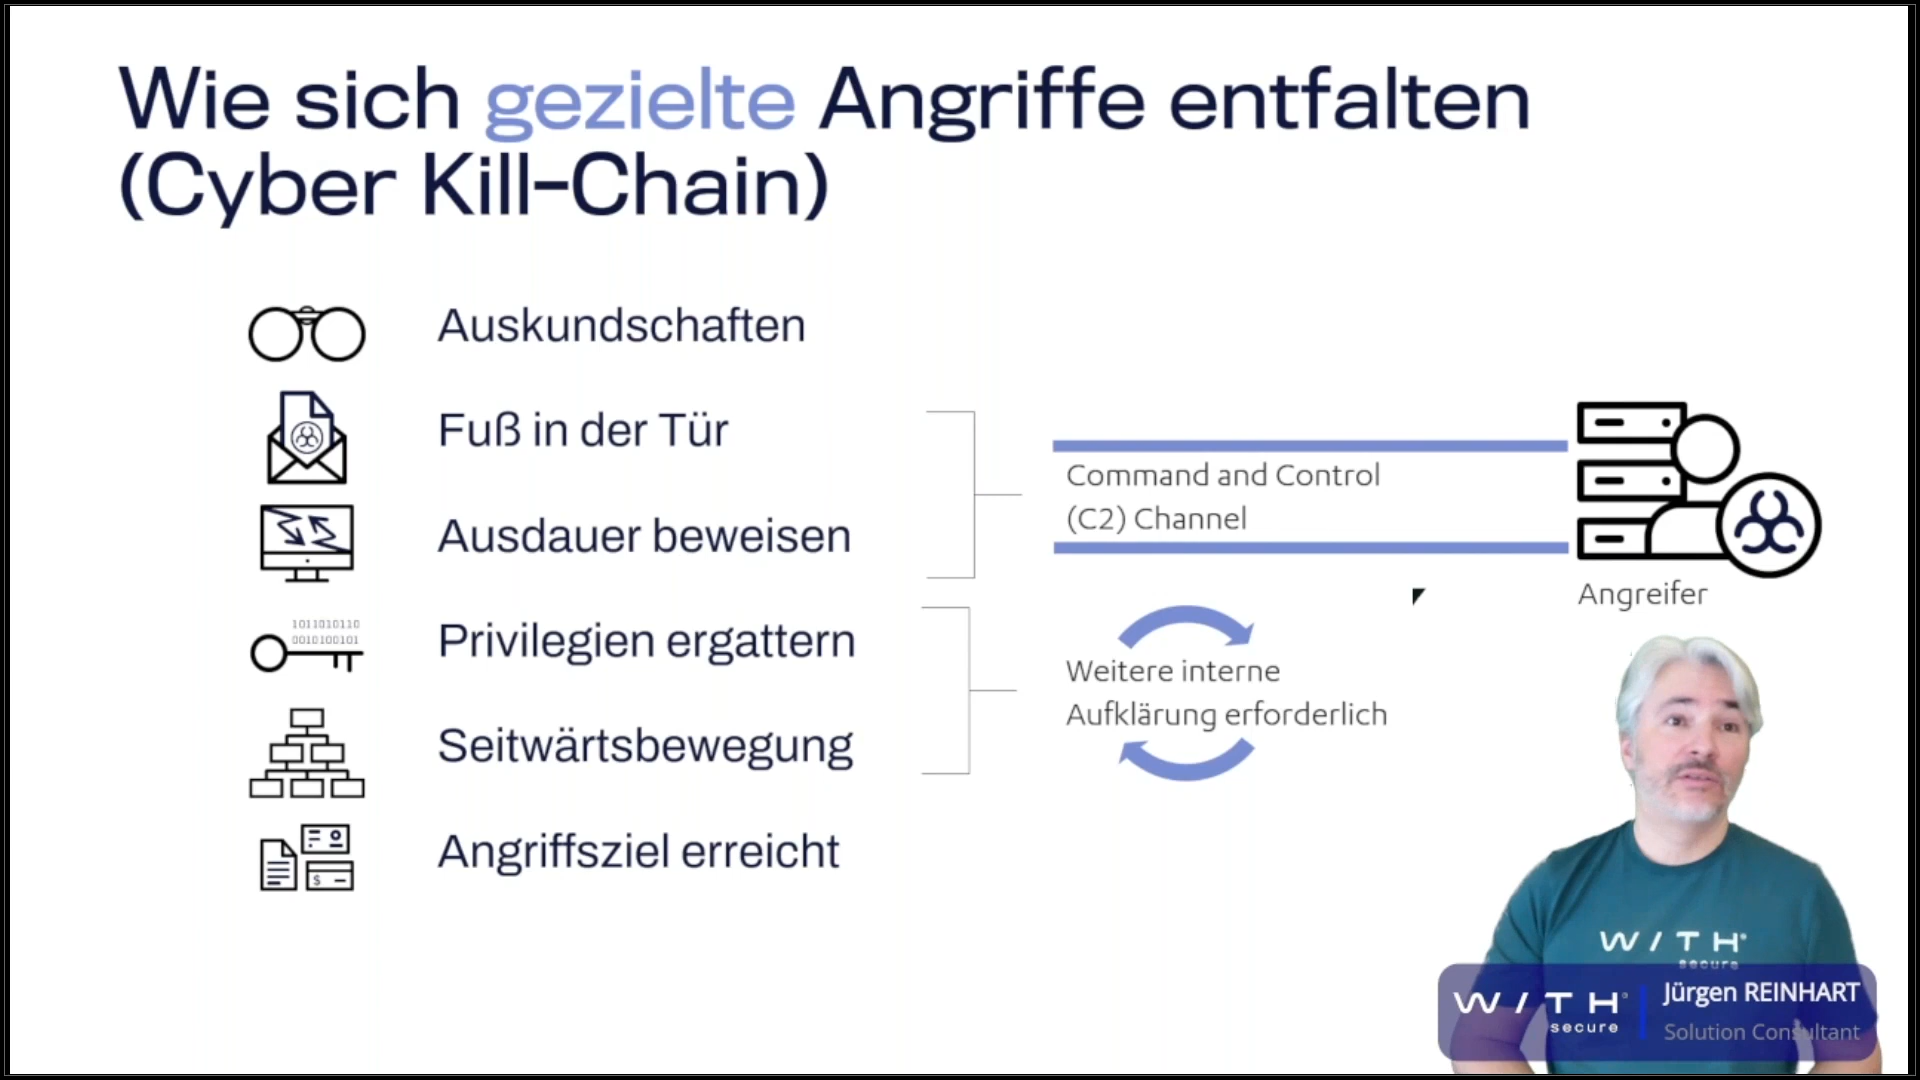 Wie sich gezielte Angriffe entfalten
(Cyber Kill-Chain)
Auskundschaften
Fuß in der Tür
Ausdauer beweisen
1011010110
0010100101
Privilegien ergattern
Seitwärtsbewegung
$
Angriffsziel erreicht
Command and Control
(C2) Channel
Angreifer
Weitere interne
Aufklärung erforderlich
W/TH
secure
W/TH
secure
Jürgen REINHART
Solution Consultant